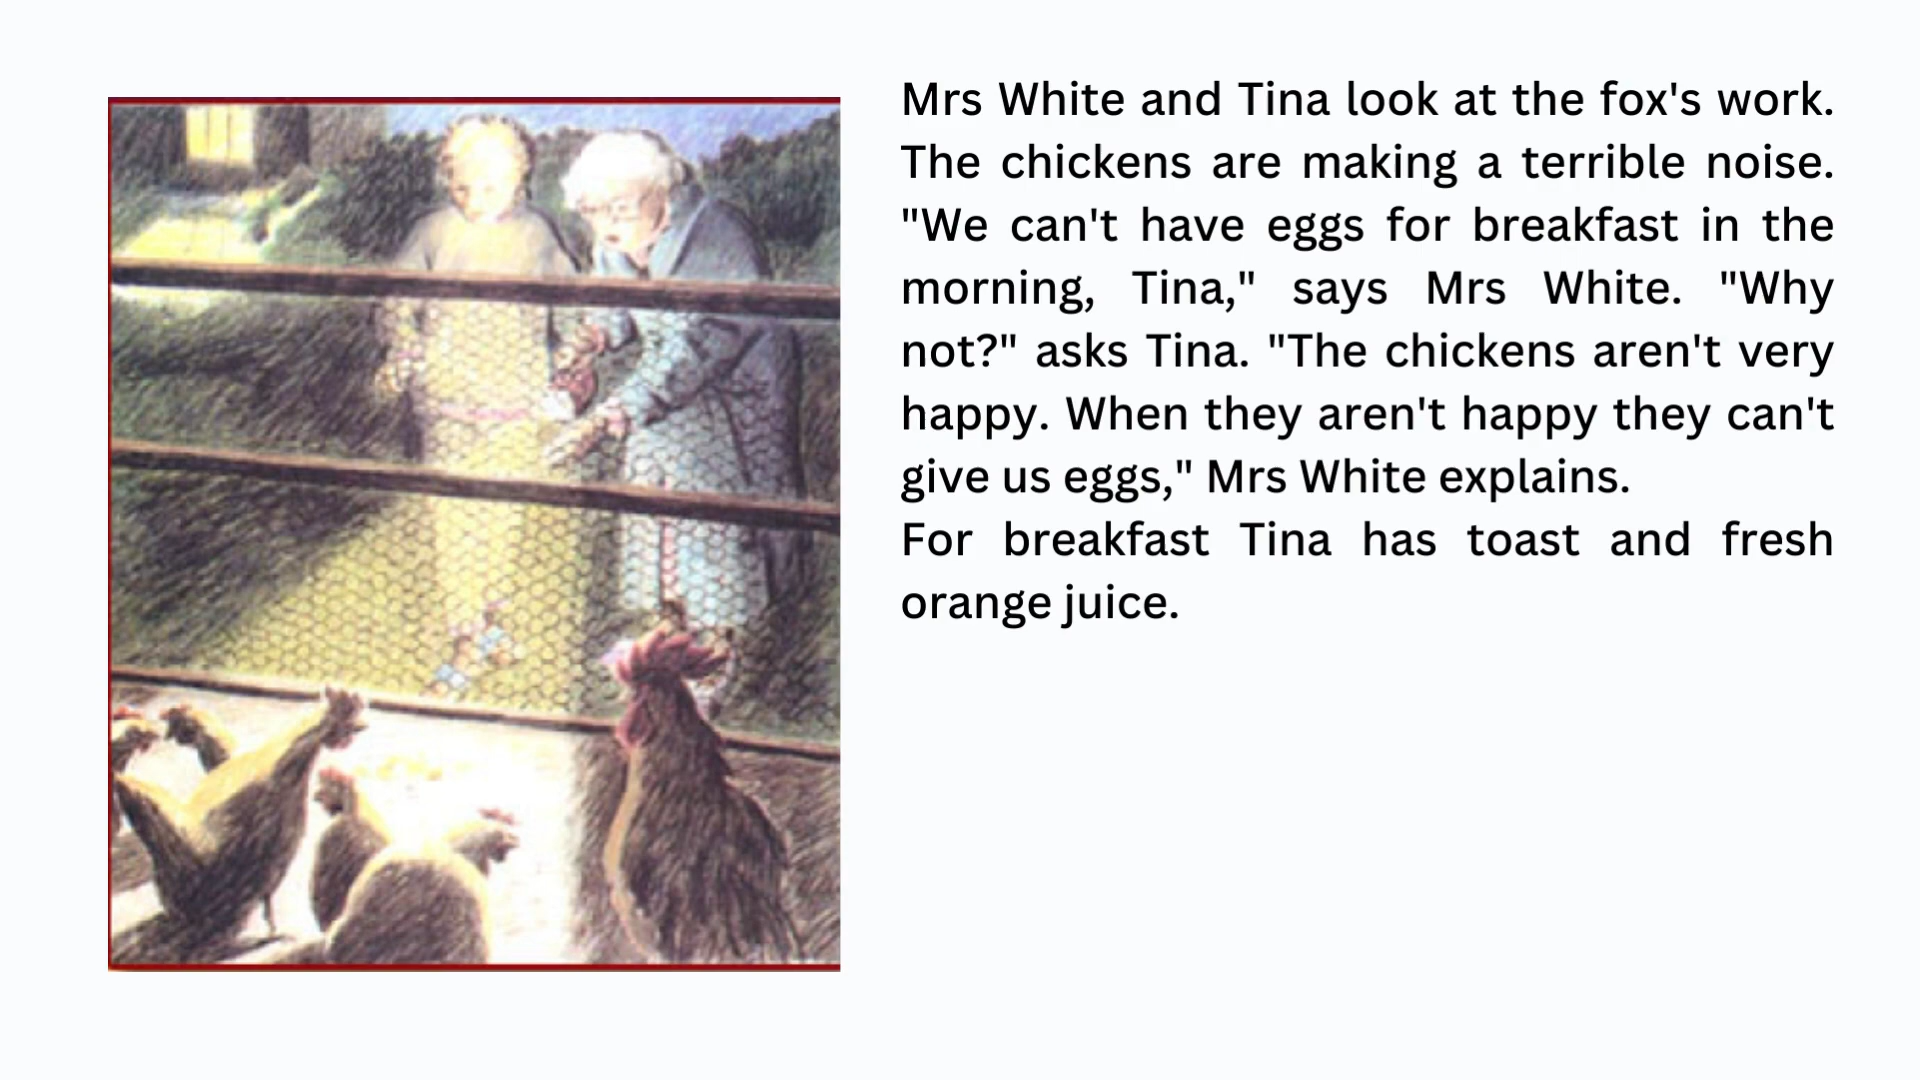 Mrs White and Tina look at the fox's work.
The chickens are making a terrible noise.
"We can't have eggs for breakfast in the
morning, Tina," says Mrs White. "Why
not?" asks Tina. "The chickens aren't very
happy. When they aren't happy they can't
give us eggs," Mrs White explains.
For breakfast Tina has toast and fresh
orange juice.